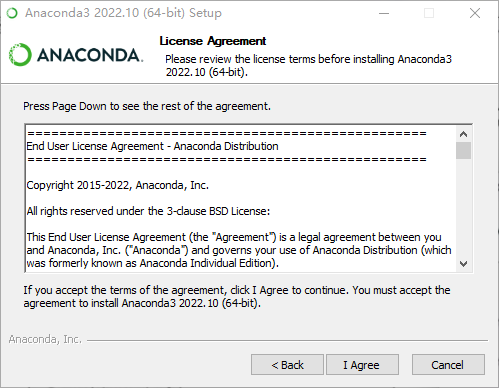 Anaconda3 2022.10 (64-bit) Setup
ANACONDA.
License Agreement
Please review the license terms before installing Anaconda3
2022.10 (64-bit).
Press Page Down to see the rest of the agreement.
====================================================
End User License Agreement - Anaconda Distribution
====================================================
Copyright 2015-2022, Anaconda, Inc.
All rights reserved under the 3-clause BSD License:
This End User License Agreement (the "Agreement") is a legal agreement between you
and Anaconda, Inc. ("Anaconda") and governs your use of Anaconda Distribution (which
was formerly known as Anaconda Individual Edition).
If you accept the terms of the agreement, click I Agree to continue. You must accept the
agreement to install Anaconda3 2022.10 (64-bit).
Anaconda, Inc.
< Back
I Agree
Cancel